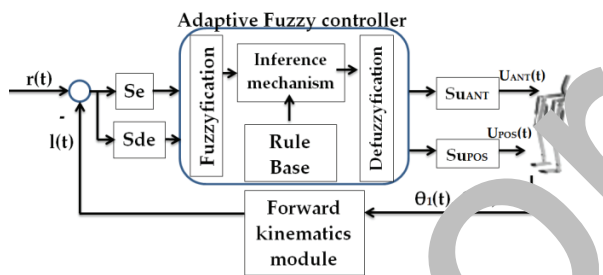 Adaptive Fuzzy controller
r(t)
-
l(t)
Se
Sde
Fuzzyfication
Inference
mechanism
Rule
Base
Defuzzyfication
SuANT
SuPOS
UANT(t)
UPOS(t)
θ1(t)
Forward
kinematics
module